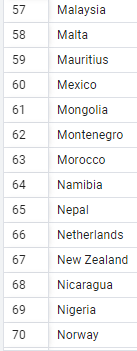 57 Malaysia
58 Malta
59 Mauritius
60 Mexico
61 Mongolia
62 Montenegro
63 Morocco
64 Namibia
65 Nepal
66 Netherlands
67 New Zealand
68 Nicaragua
69 Nigeria
70 Norway